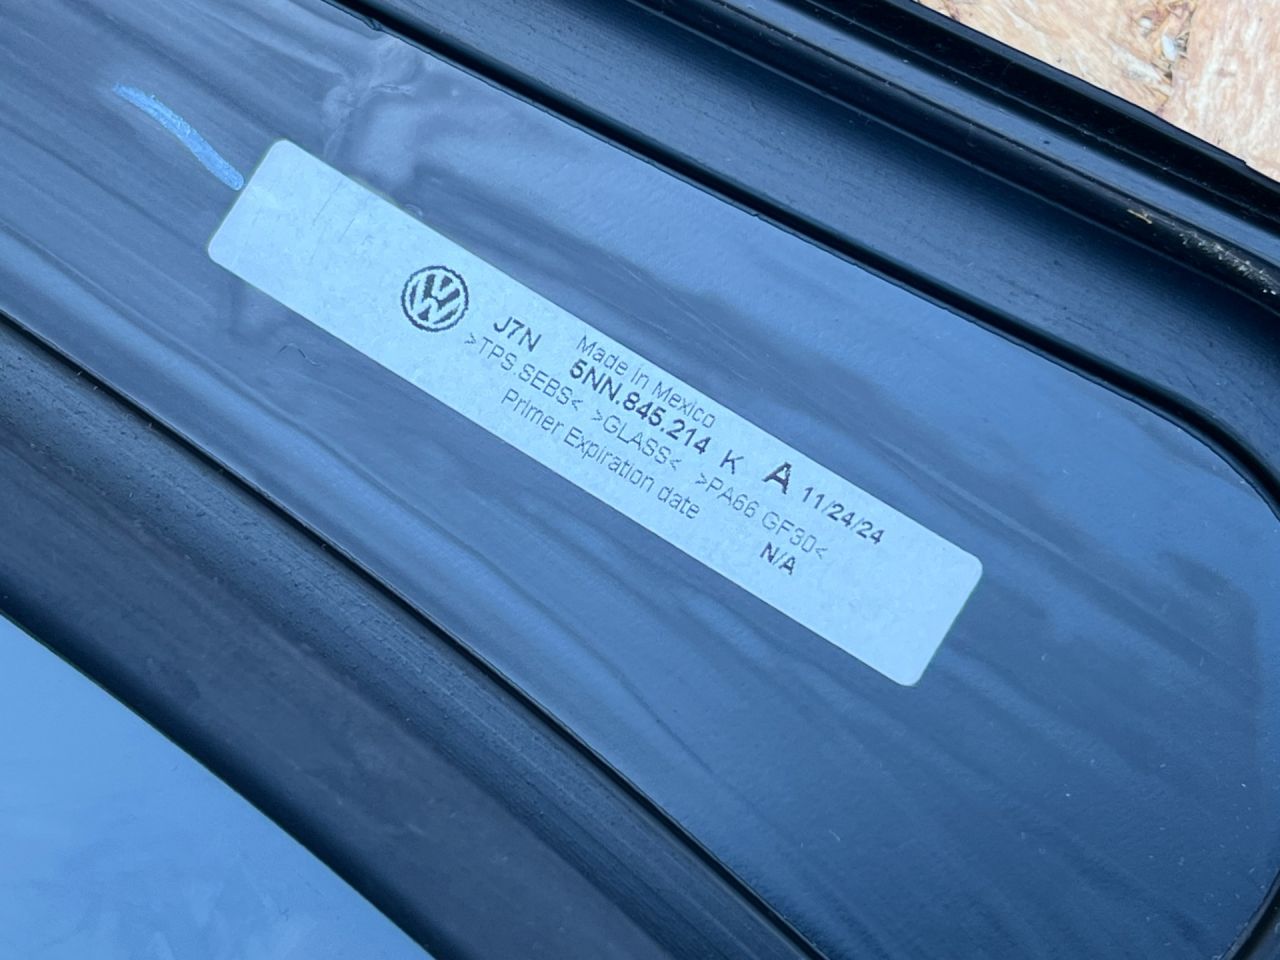 Made in Mexico
J7N 5NN.845.214 K A 11/24/24
>TPS.SEBS< >GLASS< >PA66 GF30<
Primer Expiration date N/A